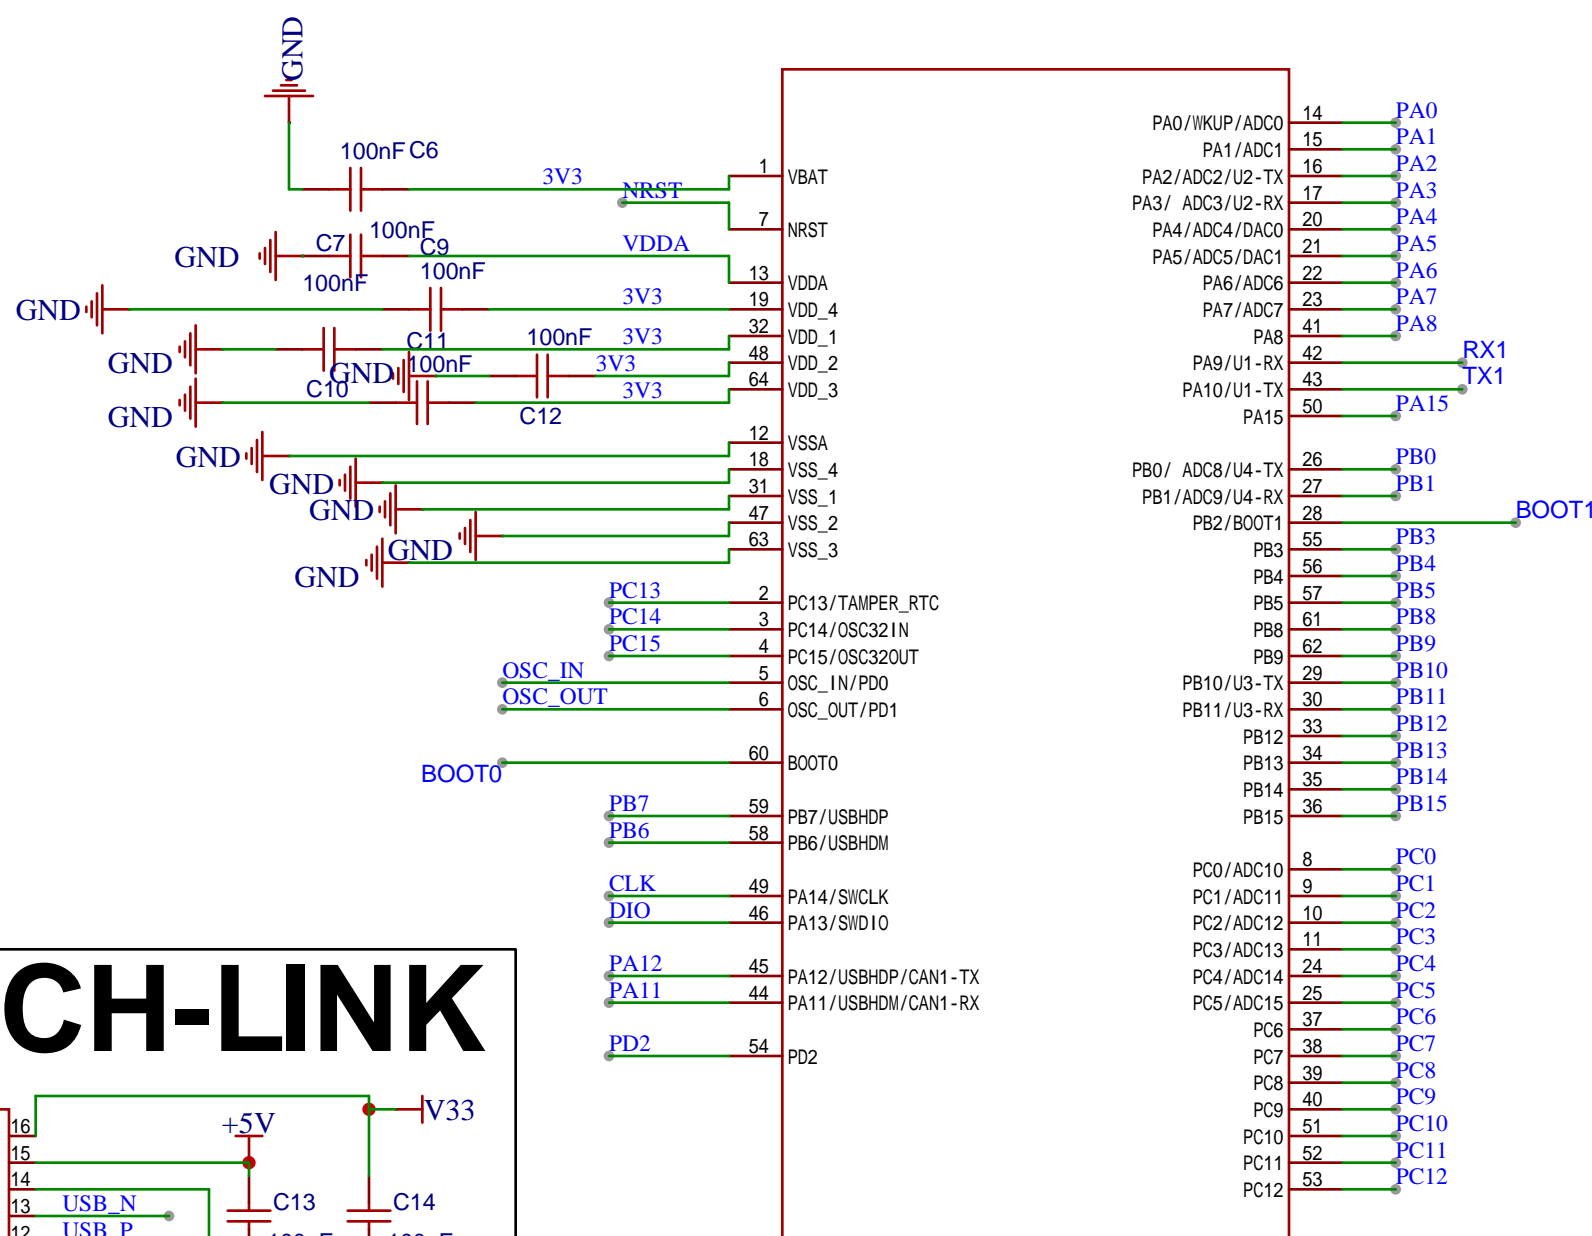 GND
100nF C6
3V3
1 VBAT
NRST
7 NRST
100nF
GND
C7
C9
VDDA
100nF
100nF
13 VDDA
GND
3V3
19 VDD_4
C11
100nF
3V3
32 VDD_1
GND
GND
100nF
3V3
48 VDD_2
C10
3V3
64 VDD_3
GND
C12
GND
12 VSSA
GND
18 VSS_4
GND
31 VSS_1
GND
47 VSS_2
GND
63 VSS_3
PC13 2 PC13/TAMPER_RTC
PC14 3 PC14/OSC32IN
PC15 4 PC15/OSC32OUT
OSC_IN 5 OSC_IN/PD0
OSC_OUT 6 OSC_OUT/PD1
BOOT0 60 BOOT0
PB7 59 PB7/USBHDP
PB6 58 PB6/USBHDM
CLK 49 PA14/SWCLK
DIO 46 PA13/SWDIO
PA12 45 PA12/USBHDP/CAN1-TX
PA11 44 PA11/USBHDM/CAN1-RX
PD2 54 PD2
PA0/WKUP/ADC0 14 PA0
PA1/ADC1 15 PA1
PA2/ADC2/U2-TX 16 PA2
PA3/ ADC3/U2-RX 17 PA3
PA4/ADC4/DAC0 20 PA4
PA5/ADC5/DAC1 21 PA5
PA6/ADC6 22 PA6
PA7/ADC7 23 PA7
PA8 41 PA8
PA9/U1-RX 42 RX1
PA10/U1-TX 43 TX1
PA15 50 PA15
PB0/ ADC8/U4-TX 26 PB0
PB1/ADC9/U4-RX 27 PB1
PB2/BOOT1 28 BOOT1
PB3 55 PB3
PB4 56 PB4
PB5 57 PB5
PB8 61 PB8
PB9 62 PB9
PB10/U3-TX 29 PB10
PB11/U3-RX 30 PB11
PB12 33 PB12
PB13 34 PB13
PB14 35 PB14
PB15 36 PB15
PC0/ADC10 8 PC0
PC1/ADC11 9 PC1
PC2/ADC12 10 PC2
PC3/ADC13 11 PC3
PC4/ADC14 24 PC4
PC5/ADC15 25 PC5
PC6 37 PC6
PC7 38 PC7
PC8 39 PC8
PC9 40 PC9
PC10 51 PC10
PC11 52 PC11
PC12 53 PC12
CH-LINK
V33
+5V
16
15
14
13 USB_N
12 USB_P
C13
C14